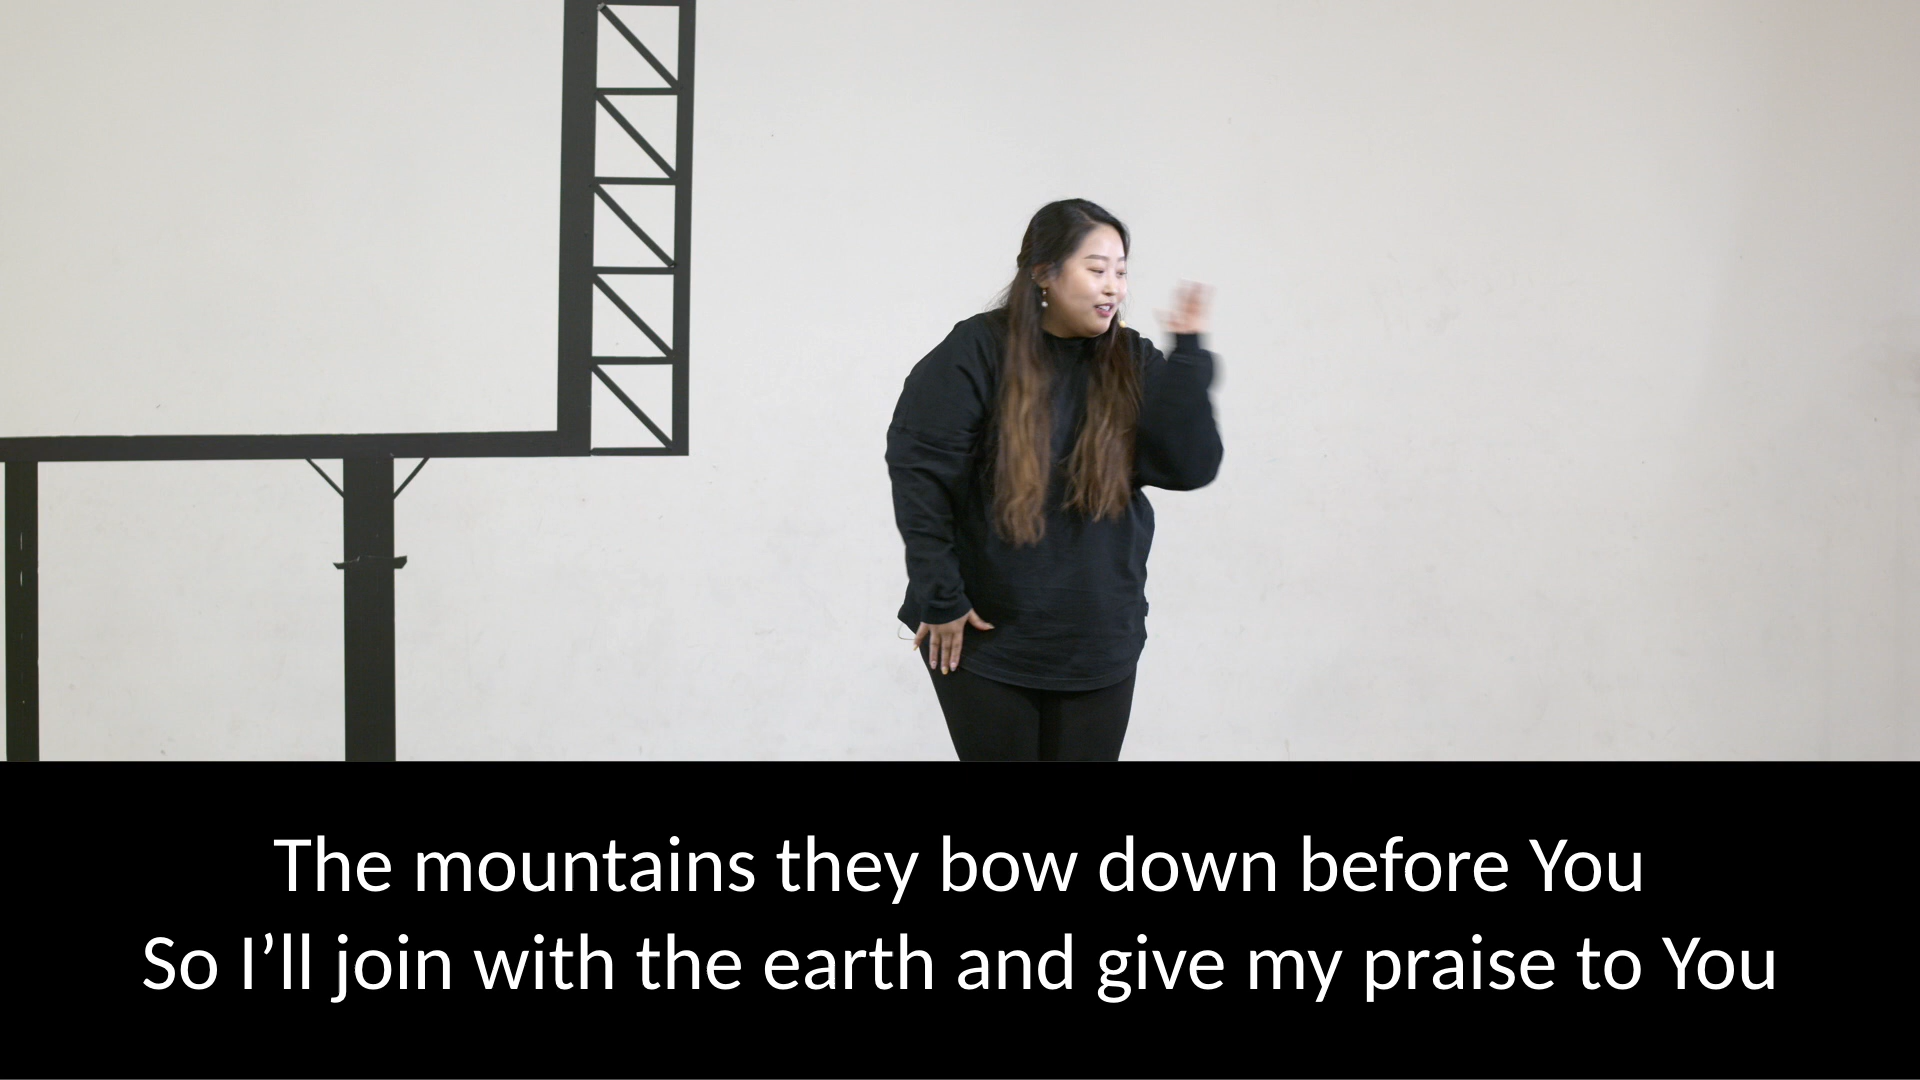 The mountains they bow down before You
So I’ll join with the earth and give my praise to You